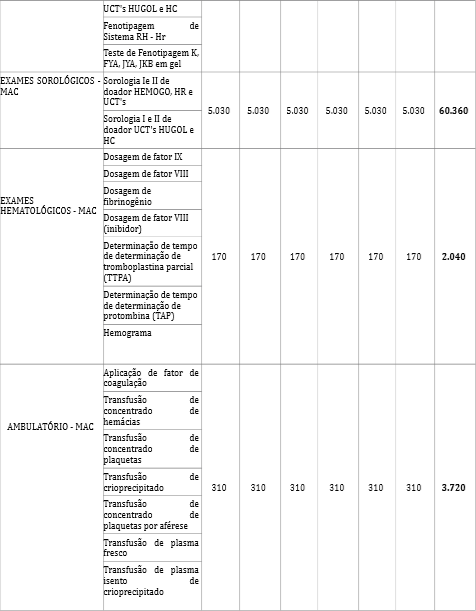 UCT's HUGOL e HC
Fenotipagem de
Sistema RH - Hr
Teste de Fenotipagem K,
FYA, JYA, JKB em gel
EXAMES SOROLÓGICOS -
MAC
Sorologia Ie II de
doador HEMOGO, HR e
UCT's
Sorologia I e II de
doador UCT's HUGOL e
HC
5.030 5.030 5.030 5.030 5.030 5.030 60.360
EXAMES
HEMATOLÓGICOS - MAC
Dosagem de fator IX
Dosagem de fator VIII
Dosagem de
fibrinogênio
Dosagem de fator VIII
(inibidor)
Determinação de tempo
de determinação de
tromboplastina parcial
(TTPA)
Determinação de tempo
de determinação de
protombina (TAP)
Hemograma
170 170 170 170 170 170 2.040
AMBULATÓRIO - MAC
Aplicação de fator de
coagulação
Transfusão de
concentrado de
hemácias
Transfusão de
concentrado de
plaquetas
Transfusão de
crioprecipitado
Transfusão de
concentrado de
plaquetas por aférese
Transfusão de plasma
fresco
Transfusão de plasma
isento de
crioprecipitado
310 310 310 310 310 310 3.720